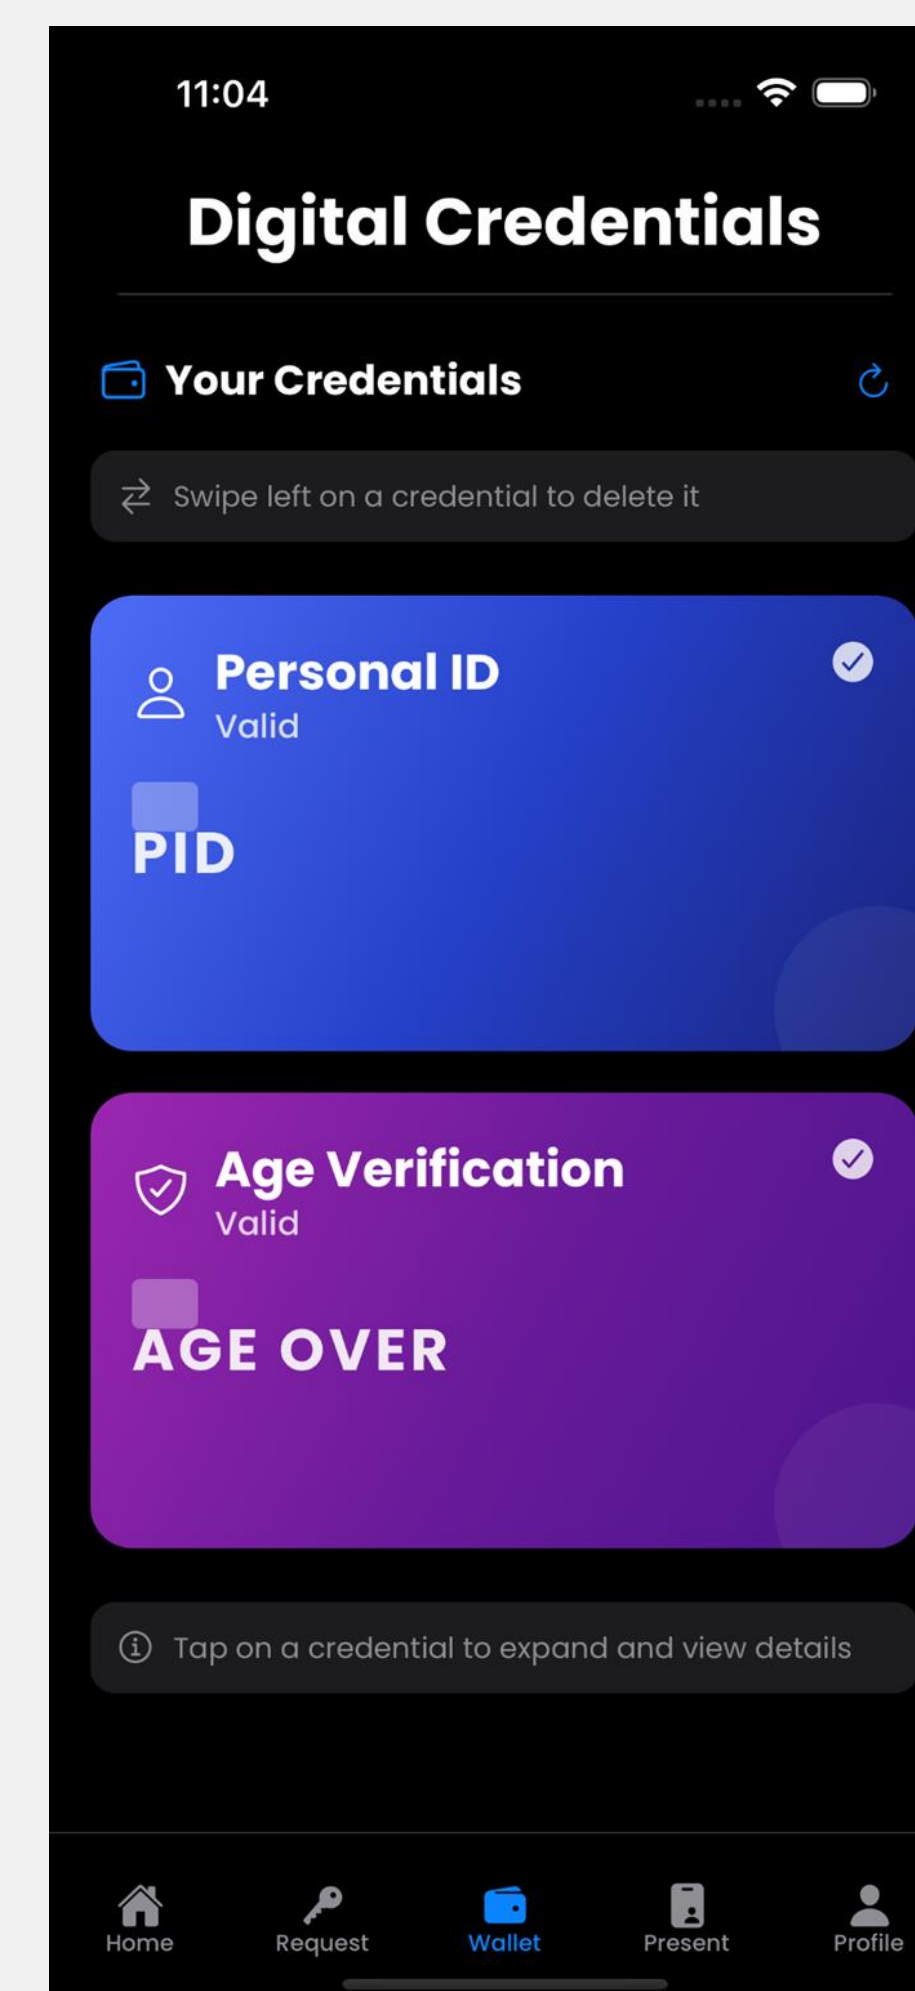 11:04
Digital Credentials
Your Credentials
Swipe left on a credential to delete it
Personal ID
Valid
PID
Age Verification
Valid
AGE OVER
Tap on a credential to expand and view details
Home Request Wallet Present Profile